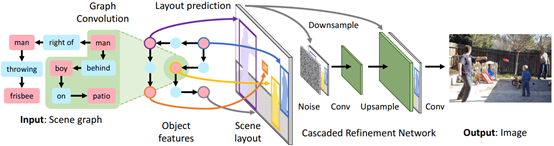 Graph
Convolution
Layout prediction
Downsample
man
right of
man
throwing
boy
behind
frisbee
on
patio
Noise
Conv
Upsample
Conv
Input: Scene graph
Object
features
Scene
layout
Cascaded Refinement Network
Output: Image